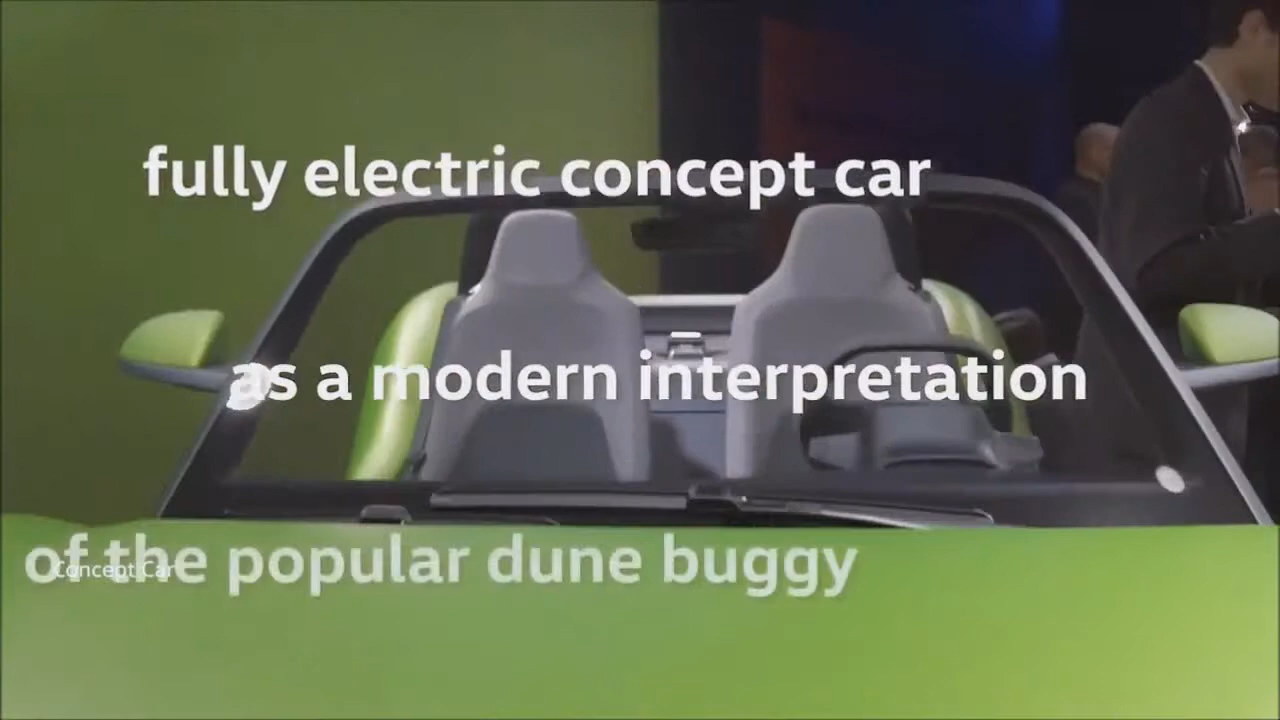 fully electric concept car
as a modern interpretation
of the popular dune buggy
Concept Car